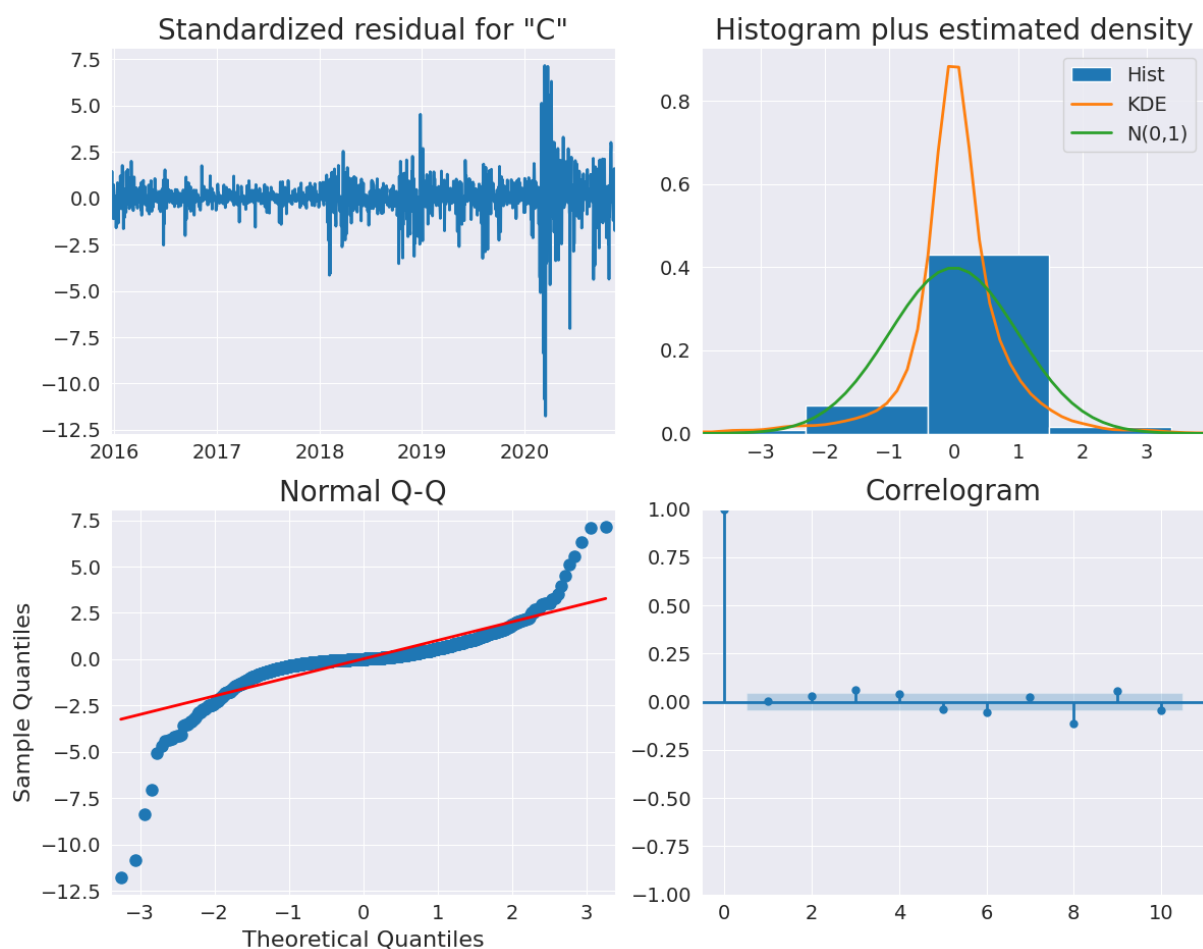 Standardized residual for "C"
7.5
5.0
2.5
0.0
−2.5
−5.0
−7.5
−10.0
−12.5
2016 2017 2018 2019 2020
Histogram plus estimated density
Hist
KDE
N(0,1)
0.8
0.6
0.4
0.2
0.0
−3 −2 −1 0 1 2 3
Normal Q-Q
Sample Quantiles
7.5
5.0
2.5
0.0
−2.5
−5.0
−7.5
−10.0
−12.5
−3 −2 −1 0 1 2 3
Theoretical Quantiles
Correlogram
1.00
0.75
0.50
0.25
0.00
−0.25
−0.50
−0.75
−1.00
0 2 4 6 8 10